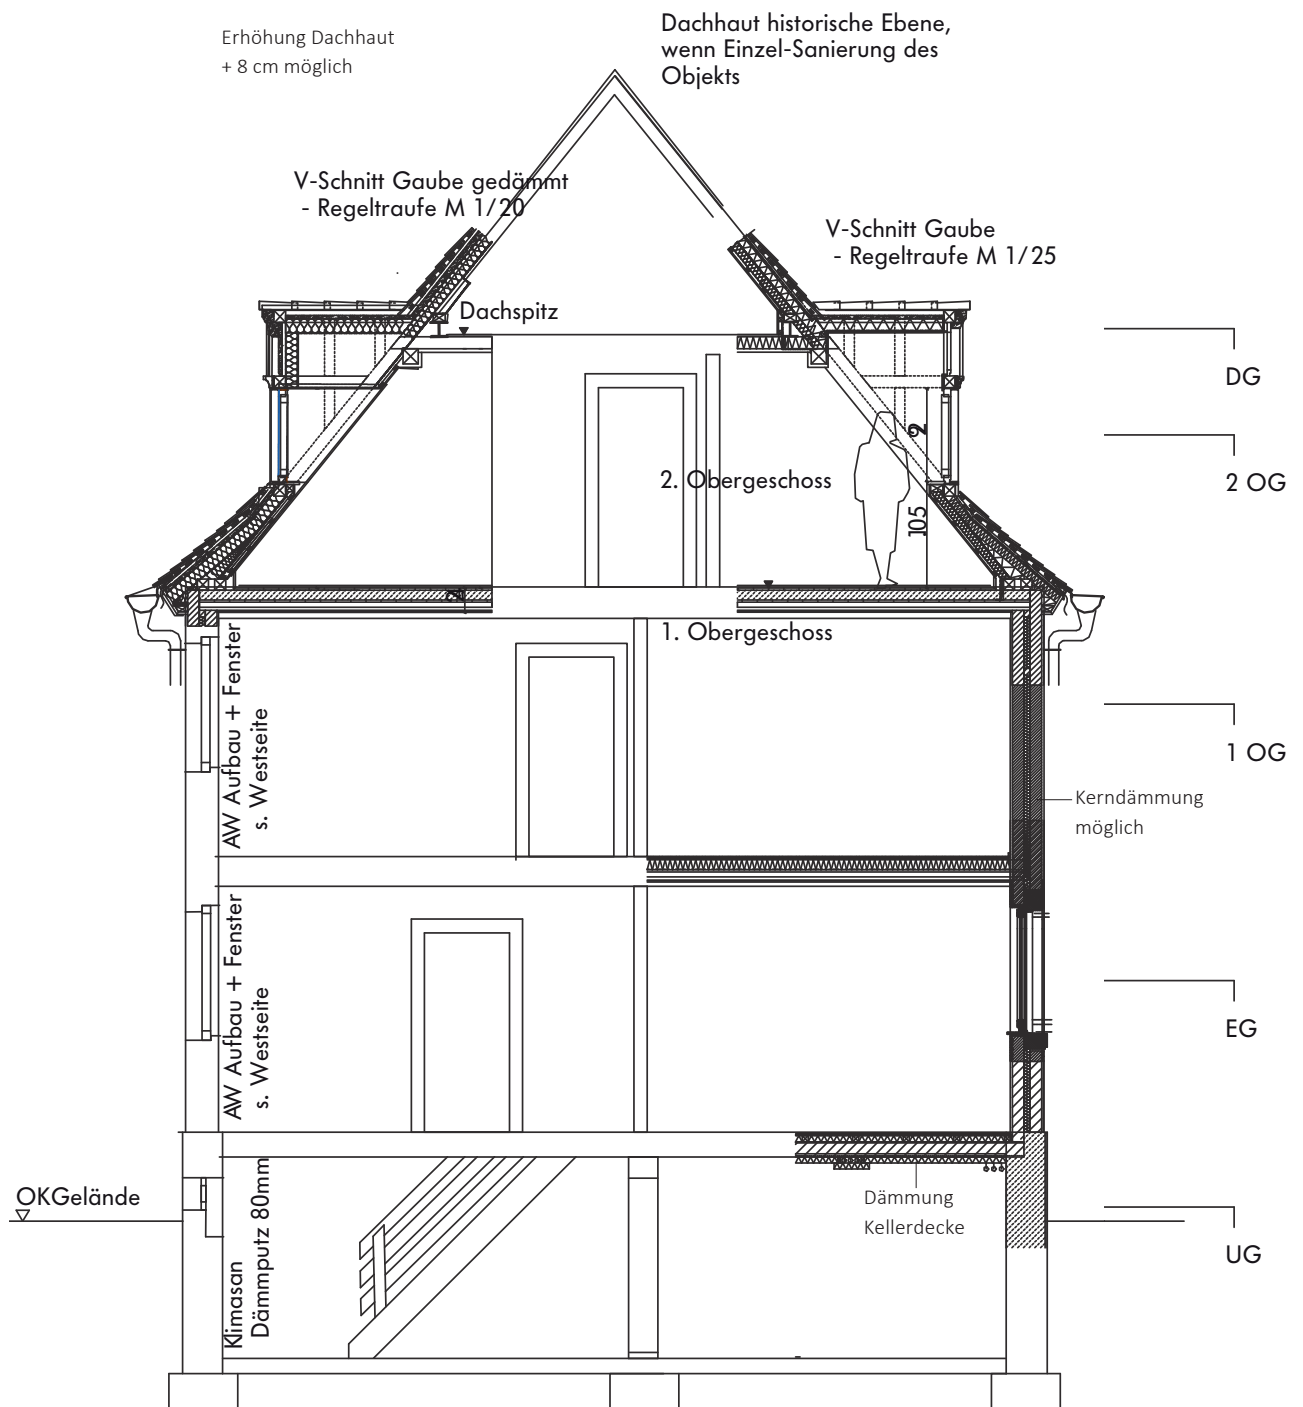 Erhöhung Dachhaut
+ 8 cm möglich
Dachhaut historische Ebene,
wenn Einzel-Sanierung des
Objekts
V-Schnitt Gaube gedämmt
- Regeltraufe M 1/20
V-Schnitt Gaube
- Regeltraufe M 1/25
Dachspitz
DG
2
2. Obergeschoss
2 OG
105
2
1. Obergeschoss
AW Aufbau + Fenster
s. Westseite
1 OG
Kerndämmung
möglich
AW Aufbau + Fenster
s. Westseite
EG
OKGelände
Klimasan
Dämmputz 80mm
Dämmung
Kellerdecke
UG